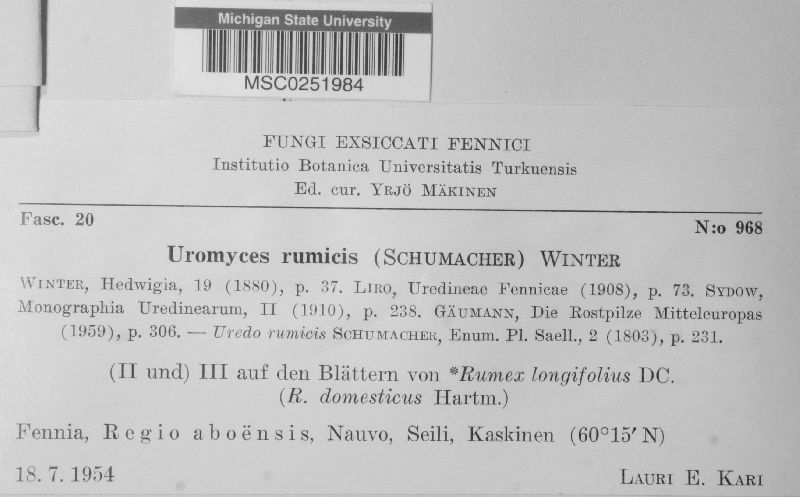 Michigan State University
MSC0251984
FUNGI EXSICCATI FENNICI
Institutio Botanica Universitatis Turkuensis
Ed. cur. YRJÖ MÄKINEN
Fasc. 20
N:o 968
Uromyces rumicis (SCHUMACHER) WINTER
WINTER, Hedwigia, 19 (1880), p. 37. LIRO, Uredineae Fennicae (1908), p. 73. SYDOW,
Monographia Uredinearum, II (1910), p. 238. GÄUMANN, Die Rostpilze Mitteleuropas
(1959), p. 306. — Uredo rumicis SCHUMACHER, Enum. Pl. Saell., 2 (1803), p. 231.
(II und) III auf den Blättern von *Rumex longifolius DC.
(R. domesticus Hartm.)
Fennia, Regio aboënsis, Nauvo, Seili, Kaskinen (60°15′ N)
18. 7. 1954
LAURI E. KARI